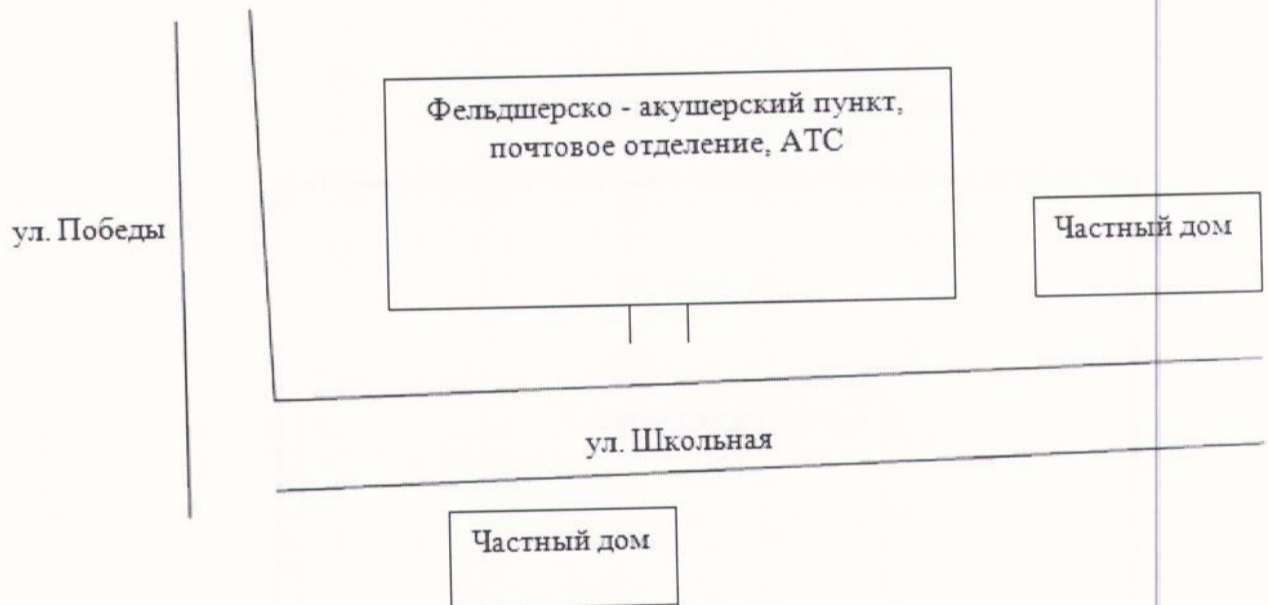 Фельдшерско - акушерский пункт,
почтовое отделение, АТС
ул. Победы
Частный дом
ул. Школьная
Частный дом